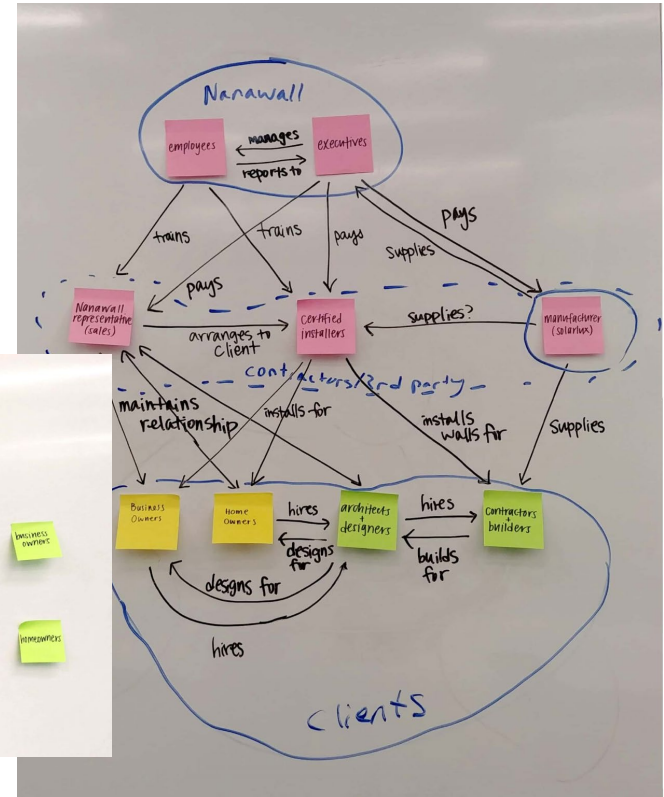 Nanawall
employees
manages
executives
reports to
trains
trains
pays
Supplies
pays
pays
Nanawall
representative
(sales)
arranges to
client
certified
installers
supplies?
manufacturer
(solarlux)
contractors/3rd party
maintains
relationship
installs for
installs
walls for
Supplies
business
owners
homeowners
Business
Owners
Home
Owners
hires
designs
for
architects
+
designers
hires
builds
for
contractors
+
builders
designs for
hires
clients